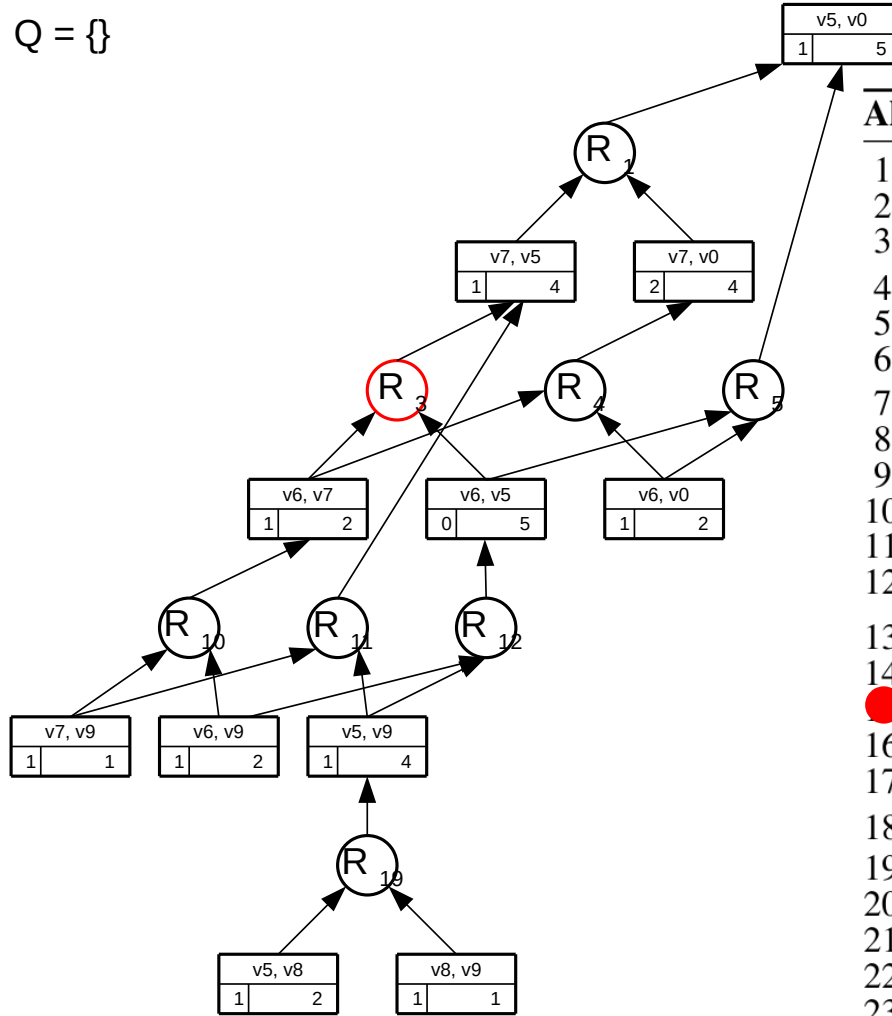 Q = {}
v5, v0
1 5
Al
R 1
1
2
3
v7, v5
1 4
v7, v0
2 4
4
5
6
R 3
R 4
R 5
7
8
9
v6, v7
1 2
v6, v5
0 5
v6, v0
1 2
10
11
12
R 10
R 11
R 12
13
14
v7, v9
1 1
v6, v9
1 2
v5, v9
1 4
16
17
18
R 19
19
20
21
v5, v8
1 2
v8, v9
1 1
22
23